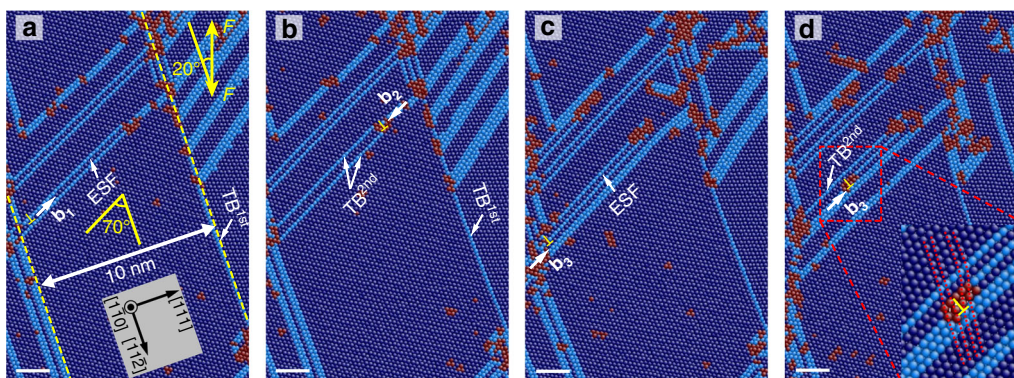 a
F
20°
F
ESF
b1
70°
TB1st
10 nm
[110]
[111]
[112̄]
b
b2
TB2nd
TB1st
c
ESF
b3
d
TB2nd
b3